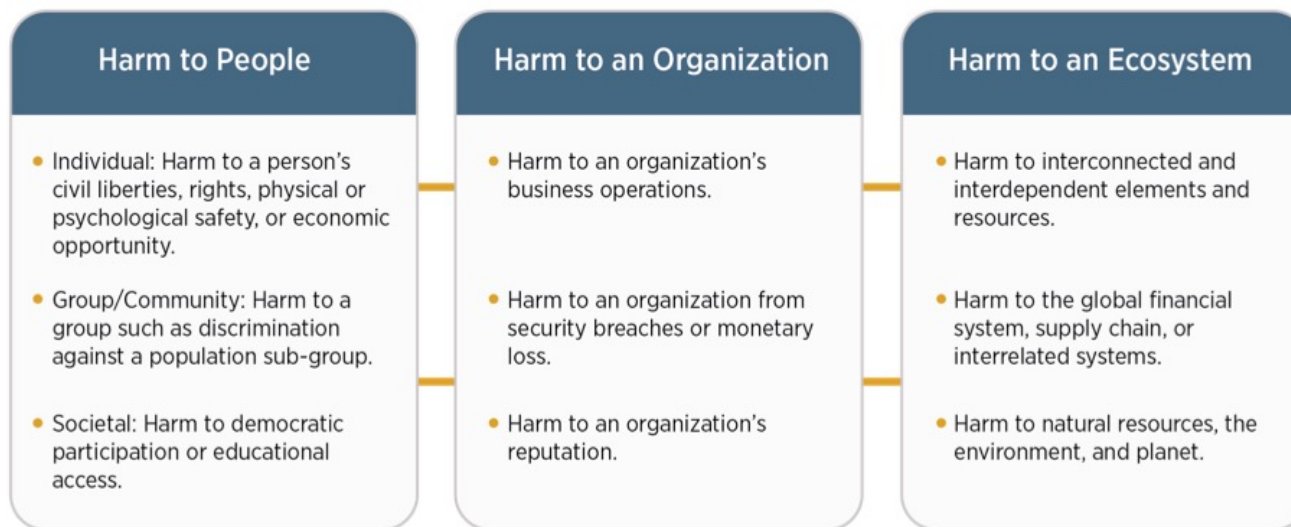 Harm to People
• Individual: Harm to a person's
civil liberties, rights, physical or
psychological safety, or economic
opportunity.
• Group/Community: Harm to a
group such as discrimination
against a population sub-group.
• Societal: Harm to democratic
participation or educational
access.
Harm to an Organization
• Harm to an organization's
business operations.
• Harm to an organization from
security breaches or monetary
loss.
• Harm to an organization's
reputation.
Harm to an Ecosystem
• Harm to interconnected and
interdependent elements and
resources.
• Harm to the global financial
system, supply chain, or
interrelated systems.
• Harm to natural resources, the
environment, and planet.